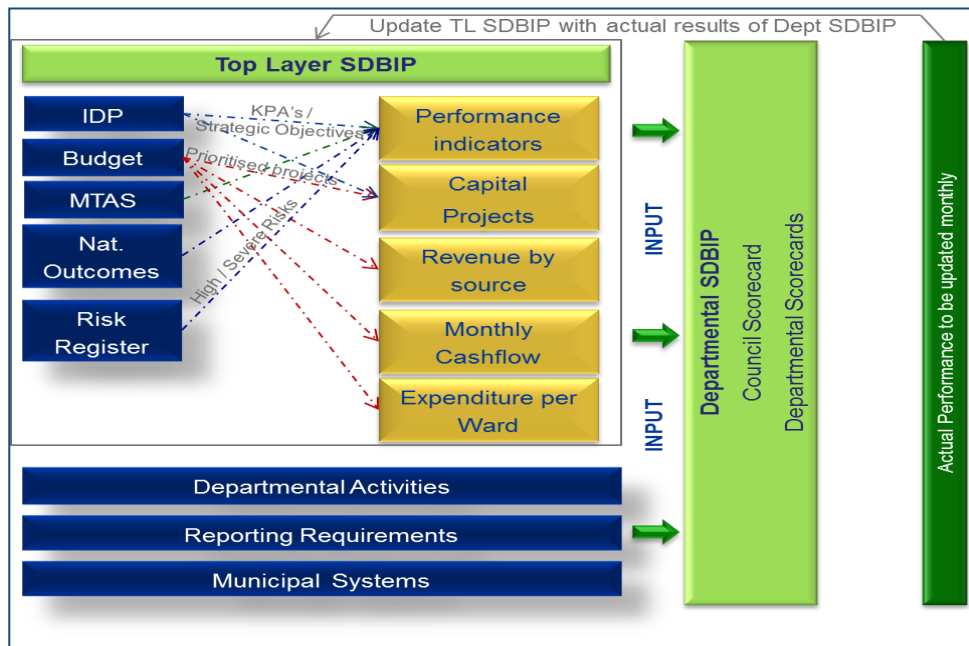 Update TL SDBIP with actual results of Dept SDBIP
Top Layer SDBIP
IDP
Budget
MTAS
Nat.
Outcomes
Risk
Register
KPA's /
Strategic Objectives
Prioritised projects
High / Severe Risks
Performance
indicators
Capital
Projects
Revenue by
source
Monthly
Cashflow
Expenditure per
Ward
INPUT
INPUT
Departmental SDBIP
Council Scorecard
Departmental Scorecards
Actual Performance to be updated monthly
Departmental Activities
Reporting Requirements
Municipal Systems